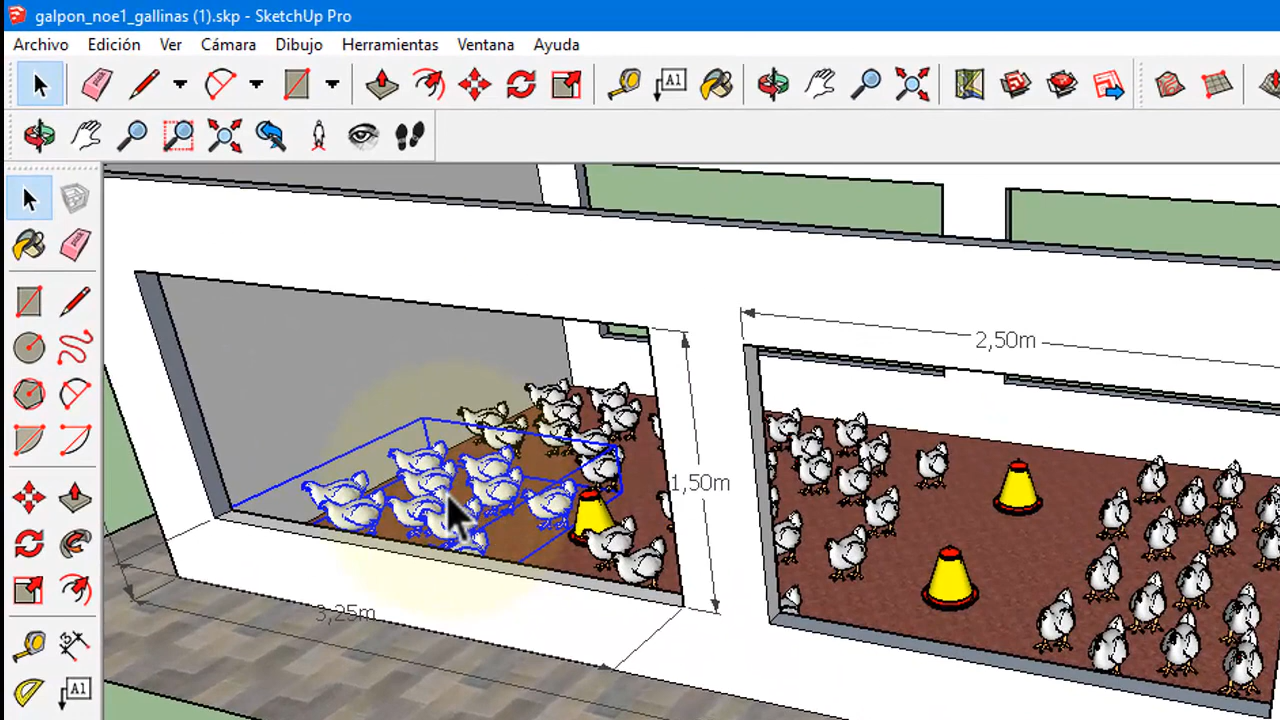 galpon_noe1_gallinas (1).skp - SketchUp Pro
Archivo Edición Ver Cámara Dibujo Herramientas Ventana Ayuda
A1
2,50m
1,50m
3,25m
A1